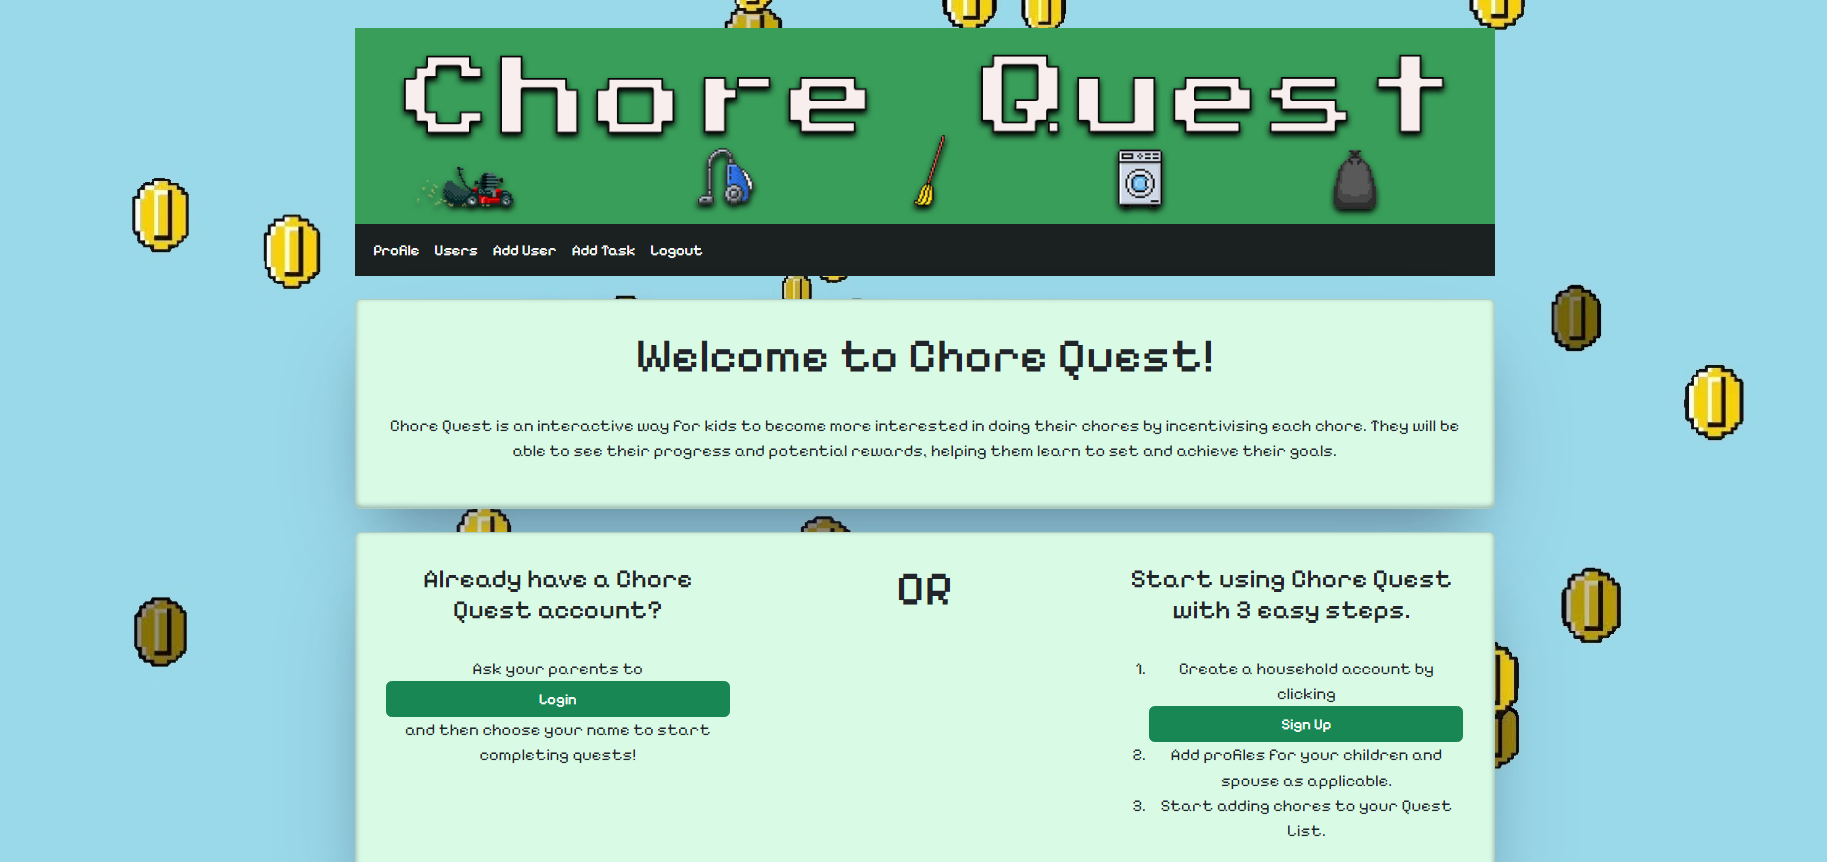 Chore Quest
Profile Users Add User Add Task Logout
Welcome to Chore Quest!
Chore Quest is an interactive way for kids to become more interested in doing their chores by incentivising each chore. They will be
able to see their progress and potential rewards, helping them learn to set and achieve their goals.
Already have a Chore
Quest account?
Ask your parents to
Login
and then choose your name to start
completing quests!
OR
Start using Chore Quest
with 3 easy steps.
1. Create a household account by
clicking
Sign Up
2. Add profiles for your children and
spouse as applicable.
3. Start adding chores to your Quest
List.